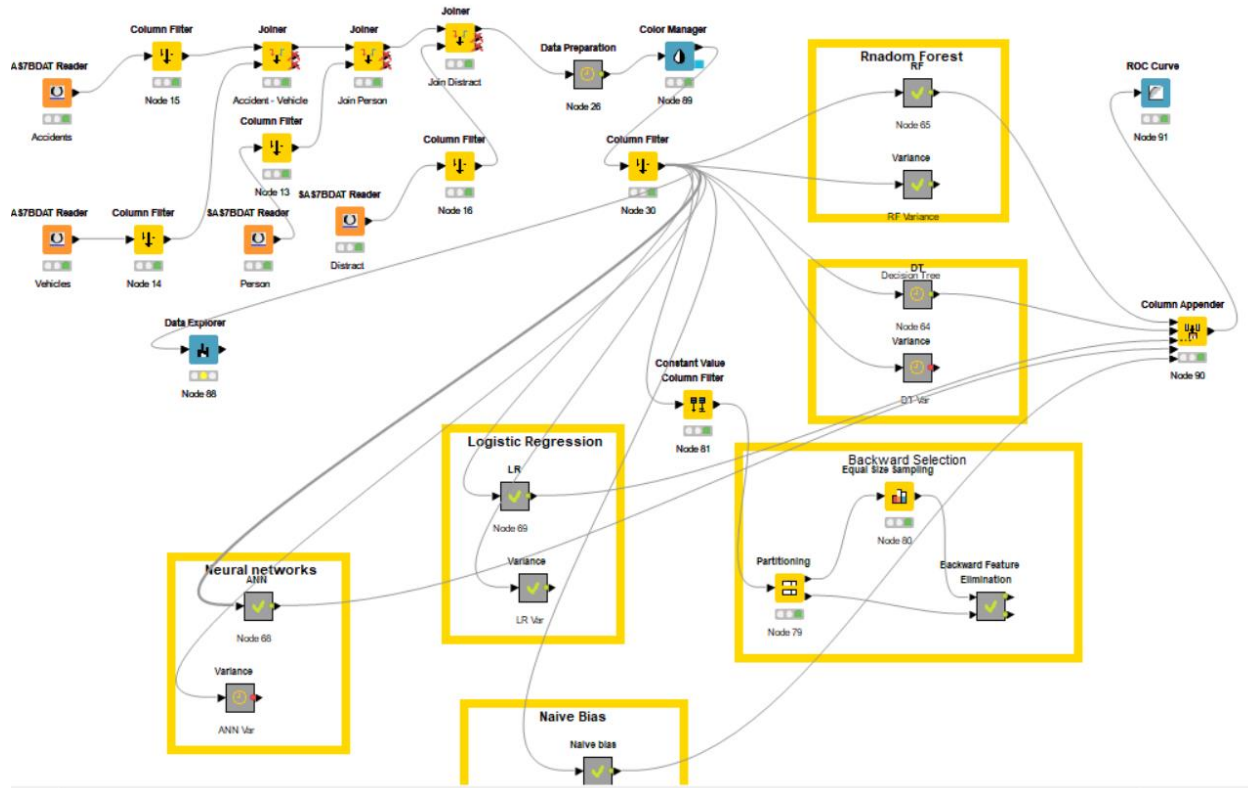 Column Filter
Node 15
Joiner
Accident - Vehicle
Joiner
Join Person
Joiner
Join Distract
Data Preparation
Node 26
Color Manager
Node 89
A$7BDAT Reader
Accidents
Column Filter
Node 13
Column Filter
Node 16
Column Filter
Node 30
A$7BDAT Reader
Vehicles
Column Filter
Node 14
$A$7BDAT Reader
Person
$A$7BDAT Reader
Distract
Data Explorer
Node 88
Rnadom Forest
RF
Node 65
Variance
RF Variance
ROC Curve
Node 91
DT
Decision Tree
Node 64
Variance
DT Var
Column Appender
Node 90
Constant Value
Column Filter
Node 81
Logistic Regression
LR
Node 69
Variance
LR Var
Backward Selection
Equal Size Sampling
Node 80
Partitioning
Node 79
Backward Feature
Elimination
Neural networks
ANN
Node 68
Variance
ANN Var
Naive Bias
Naive bias